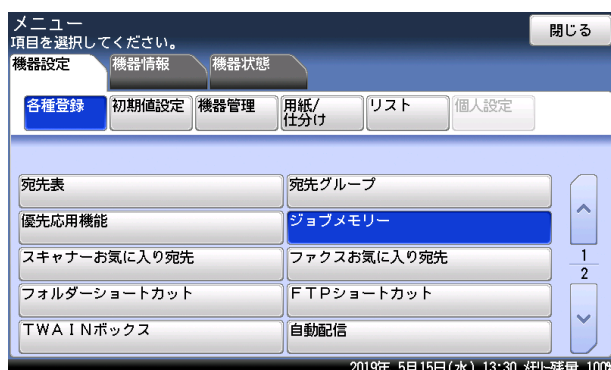 メニュー
項目を選択してください。
閉じる
機器設定
機器情報
機器状態
各種登録
初期値設定
機器管理
用紙/
仕分け
リスト
個人設定
宛先表
宛先グループ
優先応用機能
ジョブメモリー
スキャナーお気に入り宛先
ファクスお気に入り宛先
1
2
フォルダーショートカット
FTPショートカット
TWAINボックス
自動配信
2019年 5月15日(水) 13:30 メモリー残量 100%